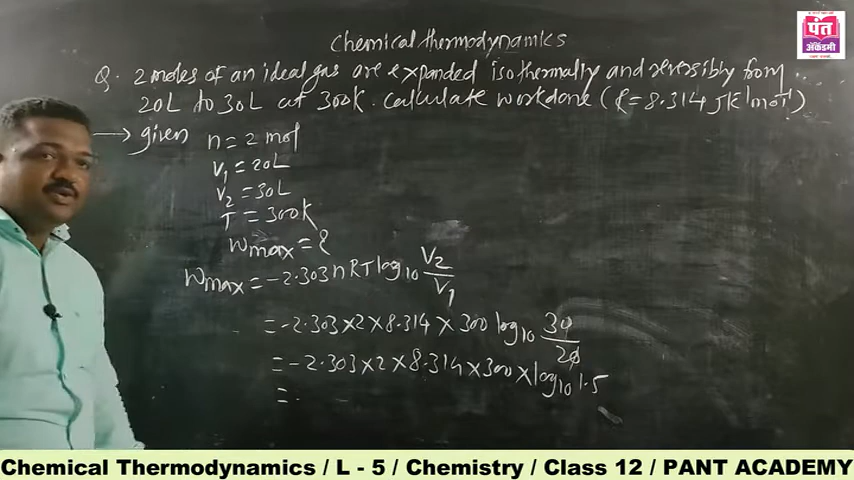 पंत
अॅकॅडमी
Chemical thermodynamics
Q. 2 moles of an ideal gas are expanded isothermally and reversibly from
20L to 30L at 300K. calculate workdone (R=8.314 JK⁻¹mol⁻¹)
→ given n = 2 mol
V₁ = 20L
V₂ = 30L
T = 300K
Wmax = ?
Wmax = -2.303 nRT log₁₀ V₂/V₁
= -2.303 × 2 × 8.314 × 300 log₁₀ 30/20
= -2.303 × 2 × 8.314 × 300 × log₁₀ 1.5
=
Chemical Thermodynamics / L - 5 / Chemistry / Class 12 / PANT ACADEMY